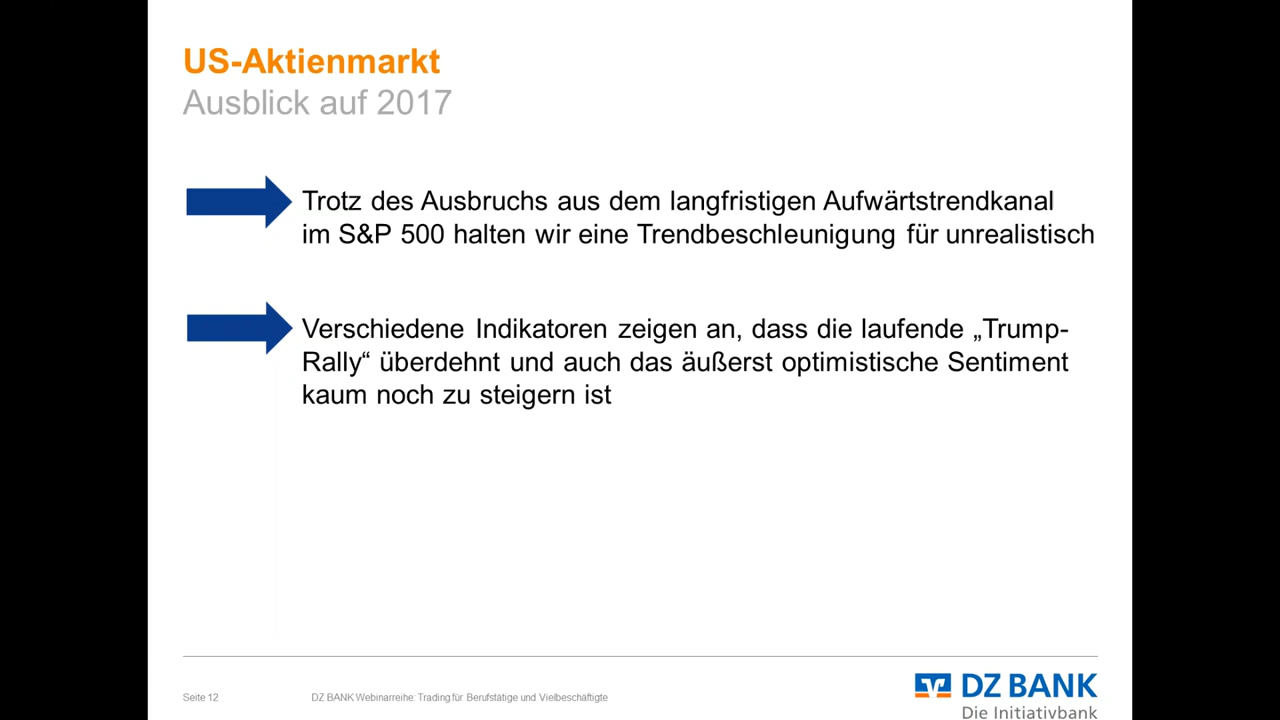 US-Aktienmarkt
Ausblick auf 2017
Trotz des Ausbruchs aus dem langfristigen Aufwärtstrendkanal
im S&P 500 halten wir eine Trendbeschleunigung für unrealistisch
Verschiedene Indikatoren zeigen an, dass die laufende „Trump-
Rally“ überdehnt und auch das äußerst optimistische Sentiment
kaum noch zu steigern ist
Seite 12
DZ BANK Webinarreihe: Trading für Berufstätige und Vielbeschäftigte
DZ BANK
Die Initiativbank